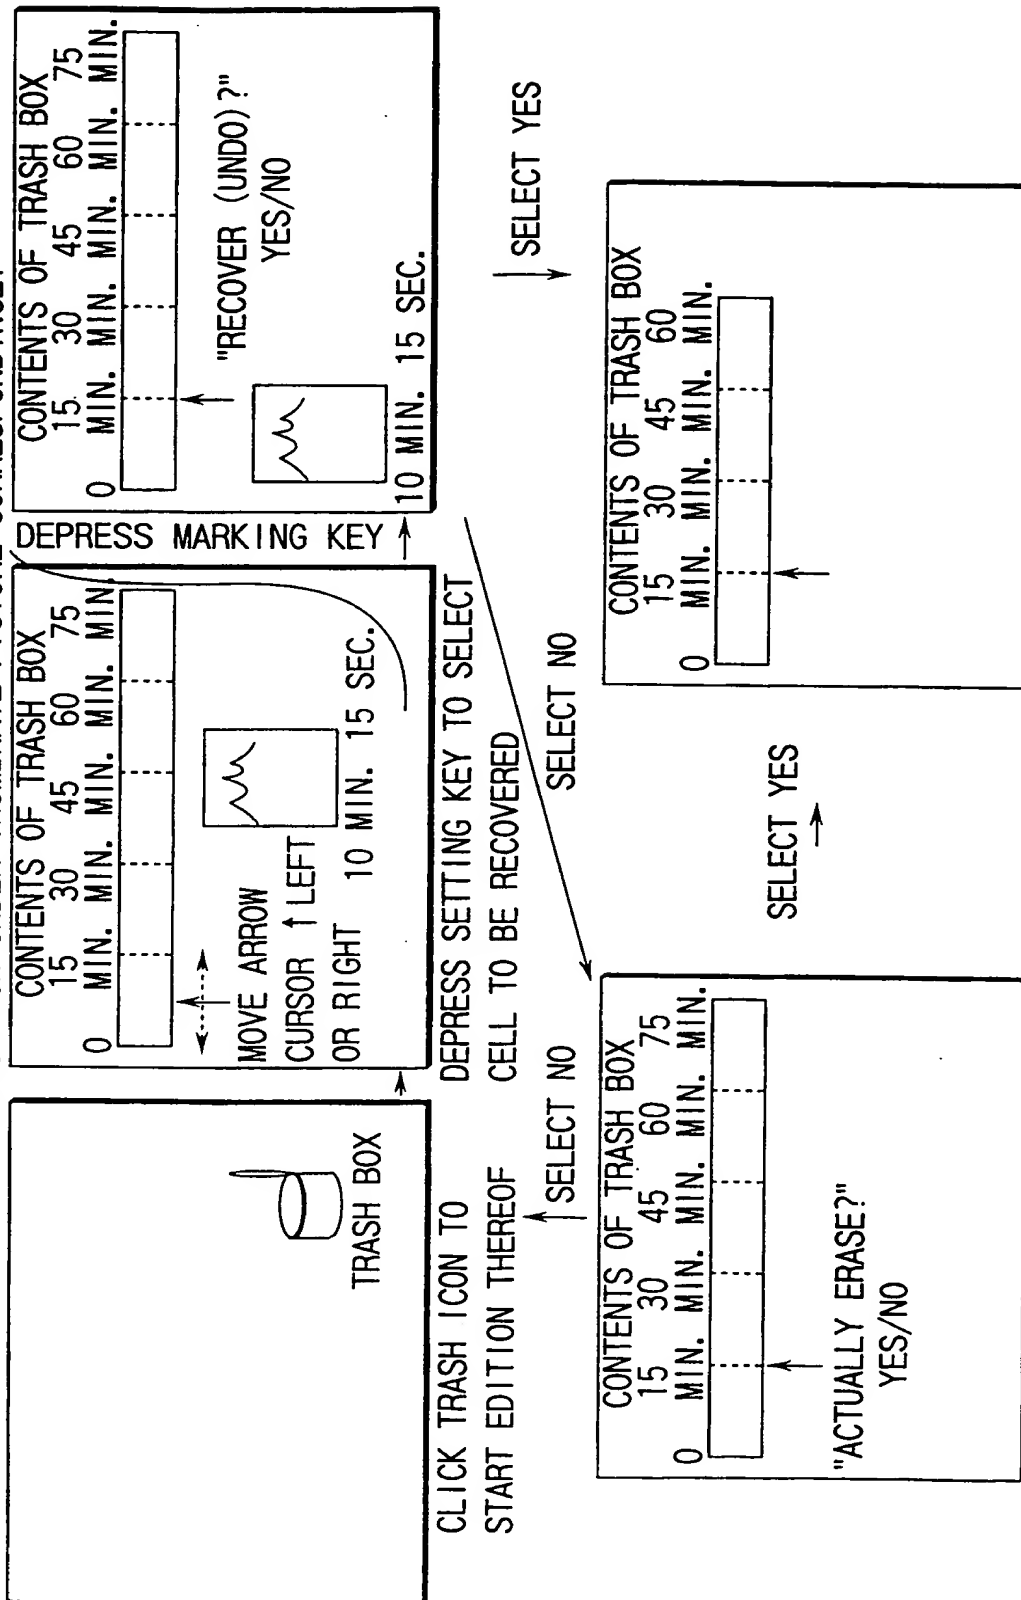 TRASH BOX
CLICK TRASH ICON TO
START EDITION THEREOF
CONTENTS OF TRASH BOX
15 30 45 60 75
0 MIN. MIN. MIN. MIN. MIN.
MOVE ARROW
CURSOR ↑ LEFT
OR RIGHT
10 MIN. 15 SEC.
DEPRESS SETTING KEY TO SELECT
CELL TO BE RECOVERED
DEPRESS MARKING KEY
CONTENTS OF TRASH BOX
15 30 45 60 75
0 MIN. MIN. MIN. MIN. MIN.
"RECOVER (UNDO)?"
YES/NO
10 MIN. 15 SEC.
SELECT YES
SELECT NO
SELECT NO
CONTENTS OF TRASH BOX
15 30 45 60 75
0 MIN. MIN. MIN. MIN. MIN.
"ACTUALLY ERASE?"
YES/NO
SELECT YES
CONTENTS OF TRASH BOX
15 30 45 60
0 MIN. MIN. MIN. MIN.